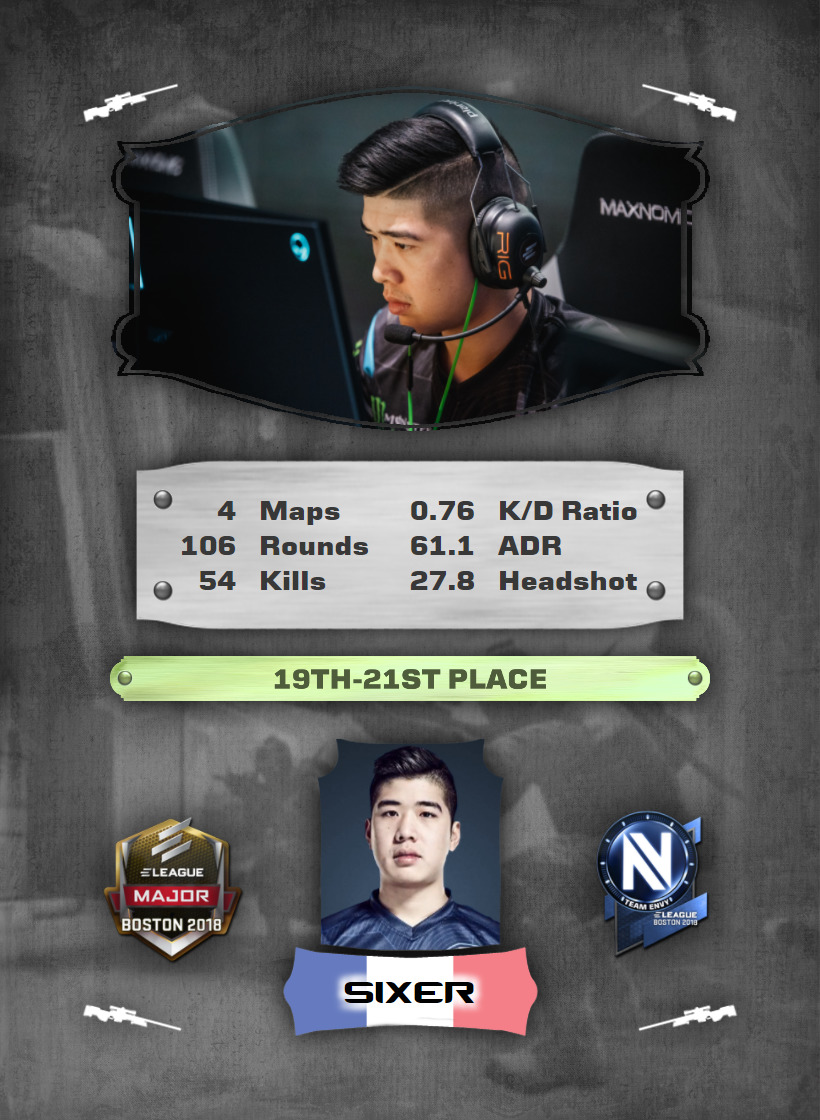 MAXNOMIC
RIG
4 Maps 0.76 K/D Ratio
106 Rounds 61.1 ADR
54 Kills 27.8 Headshot
19TH-21ST PLACE
ELEAGUE
MAJOR
BOSTON 2018
TEAM ENVY
ELEAGUE
BOSTON 2018
SIXER